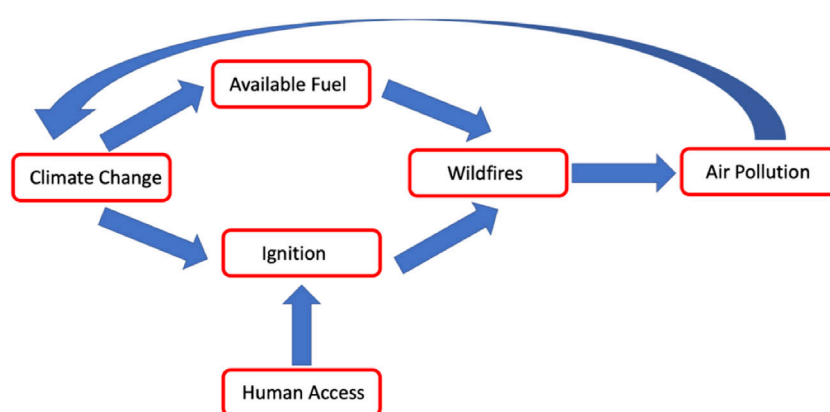 Available Fuel
Climate Change
Wildfires
Air Pollution
Ignition
Human Access